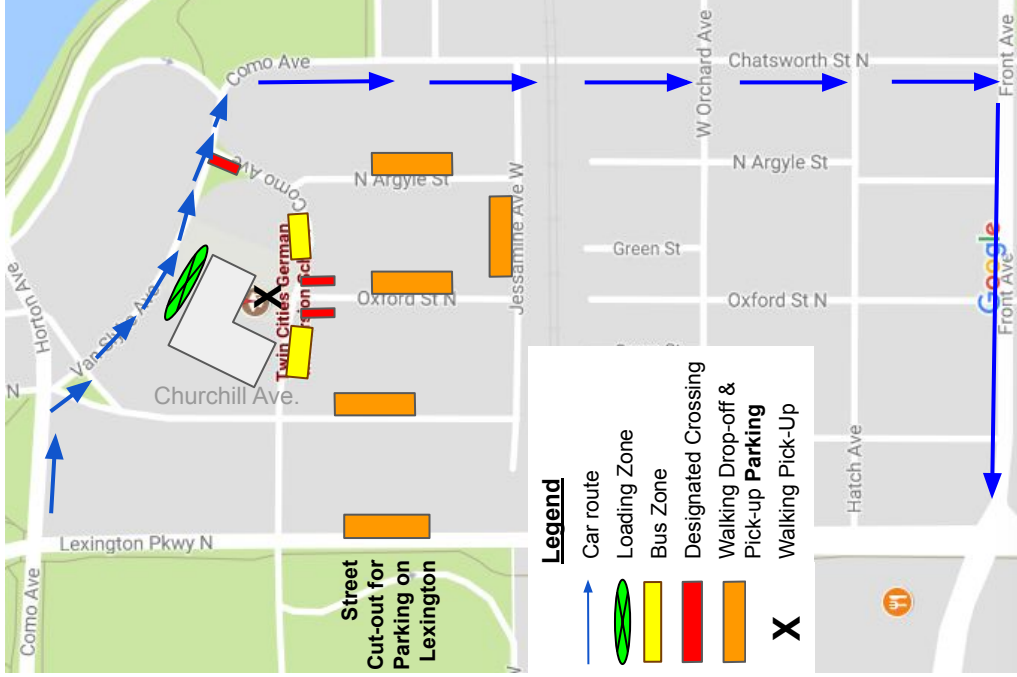 Como Ave
Chatsworth St N
Front Ave
W Orchard Ave
Como Ave
N Argyle St
N Argyle St
Jessamine Ave W
Horton Ave
Green St
Twin Cities German
Oxford St N
Oxford St N
Google
Front Ave
N
Churchill Ave.
Hatch Ave
Lexington Pkwy N
Como Ave
Street
Cut-out for
Parking on
Lexington
Legend
Car route
Loading Zone
Bus Zone
Designated Crossing
Walking Drop-off &
Pick-up Parking
Walking Pick-Up
X
X